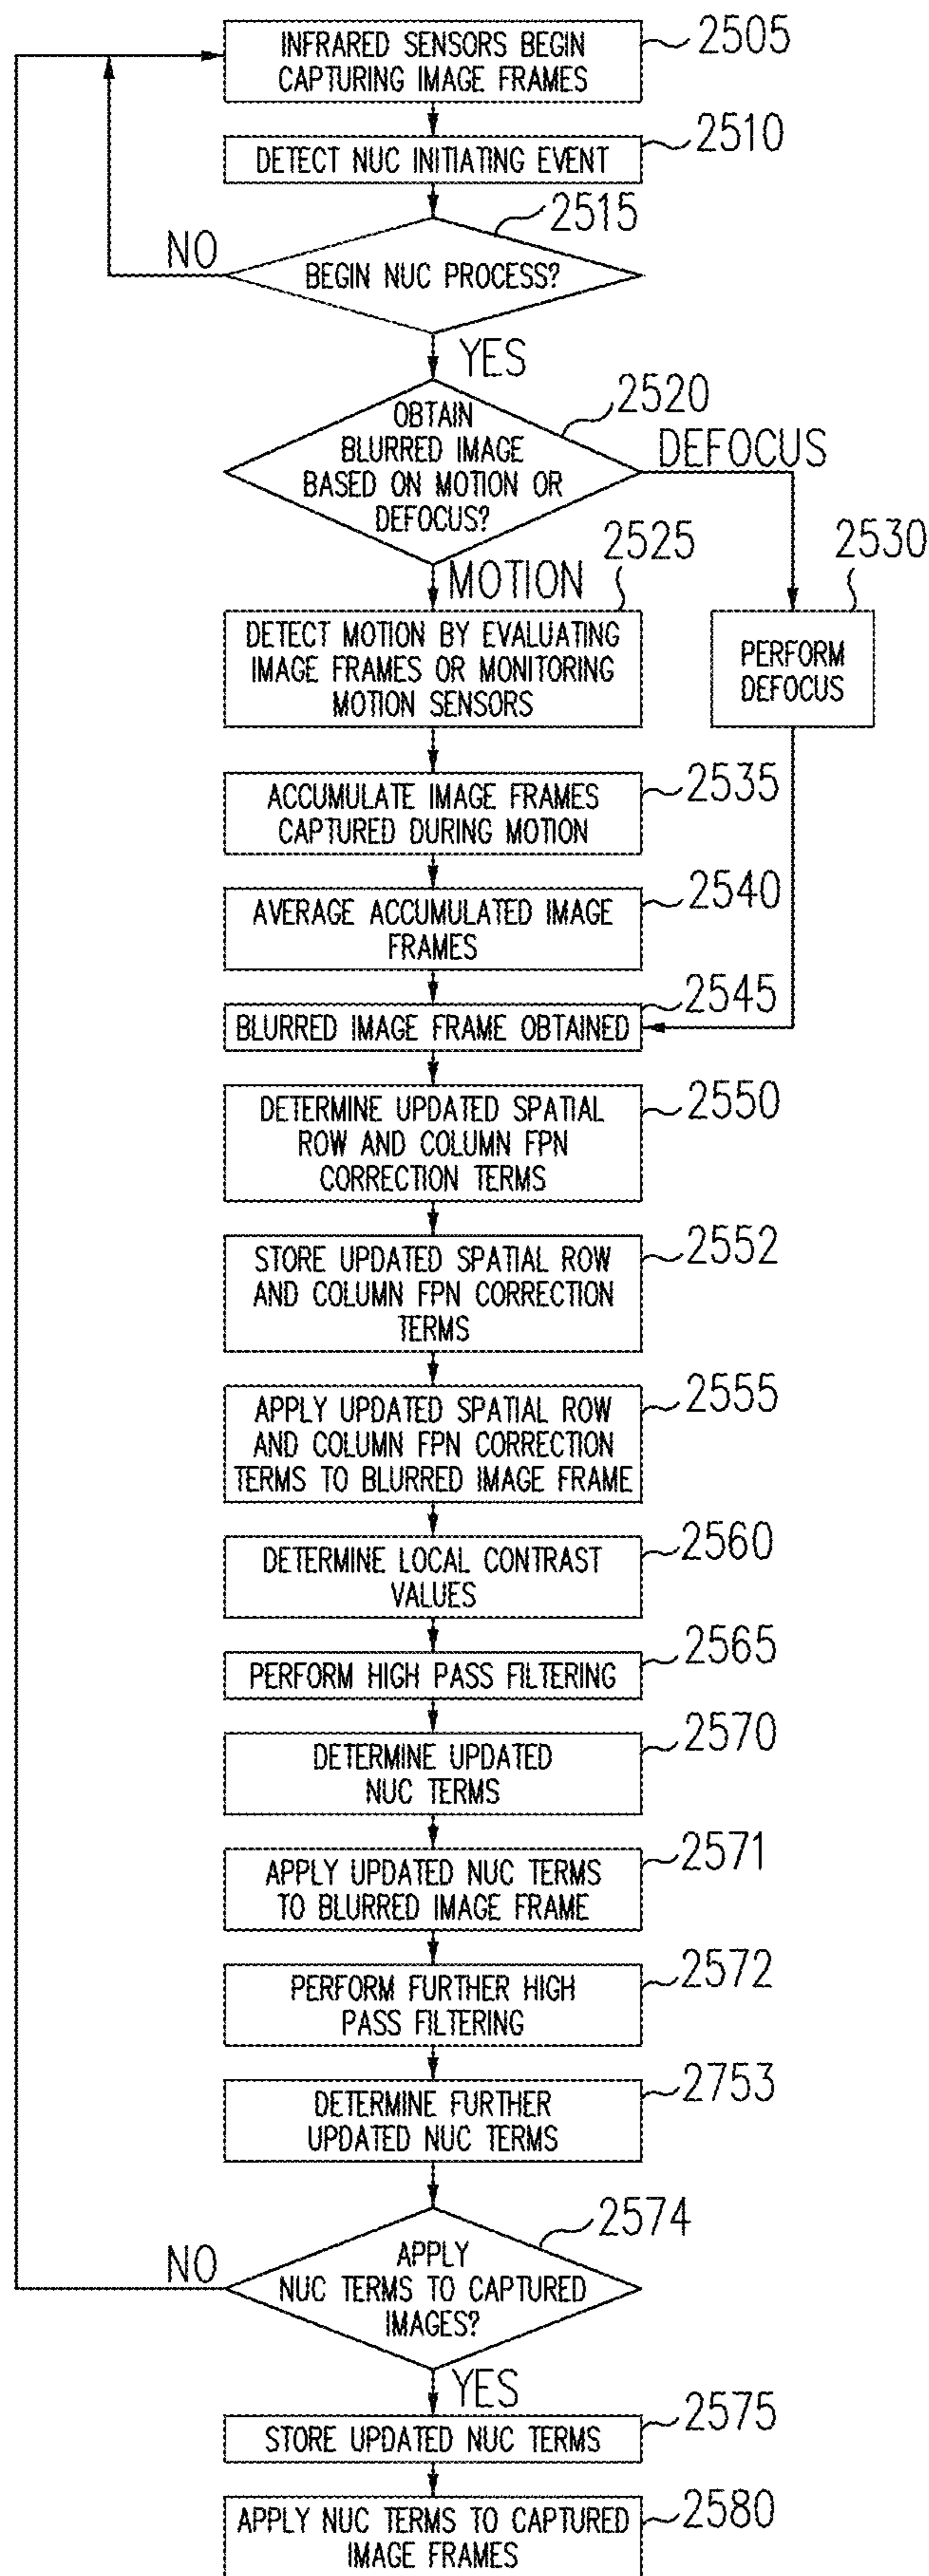 INFRARED SENSORS BEGIN
CAPTURING IMAGE FRAMES
2505
DETECT NUC INITIATING EVENT
2510
BEGIN NUC PROCESS?
2515
NO
YES
OBTAIN
BLURRED IMAGE
BASED ON MOTION OR
DEFOCUS?
2520
DEFOCUS
MOTION
DETECT MOTION BY EVALUATING
IMAGE FRAMES OR MONITORING
MOTION SENSORS
2525
PERFORM
DEFOCUS
2530
ACCUMULATE IMAGE FRAMES
CAPTURED DURING MOTION
2535
AVERAGE ACCUMULATED IMAGE
FRAMES
2540
BLURRED IMAGE FRAME OBTAINED
2545
DETERMINE UPDATED SPATIAL
ROW AND COLUMN FPN
CORRECTION TERMS
2550
STORE UPDATED SPATIAL ROW
AND COLUMN FPN CORRECTION
TERMS
2552
APPLY UPDATED SPATIAL ROW
AND COLUMN FPN CORRECTION
TERMS TO BLURRED IMAGE FRAME
2555
DETERMINE LOCAL CONTRAST
VALUES
2560
PERFORM HIGH PASS FILTERING
2565
DETERMINE UPDATED
NUC TERMS
2570
APPLY UPDATED NUC TERMS
TO BLURRED IMAGE FRAME
2571
PERFORM FURTHER HIGH
PASS FILTERING
2572
DETERMINE FURTHER
UPDATED NUC TERMS
2753
APPLY
NUC TERMS TO CAPTURED
IMAGES?
2574
NO
YES
STORE UPDATED NUC TERMS
2575
APPLY NUC TERMS TO CAPTURED
IMAGE FRAMES
2580